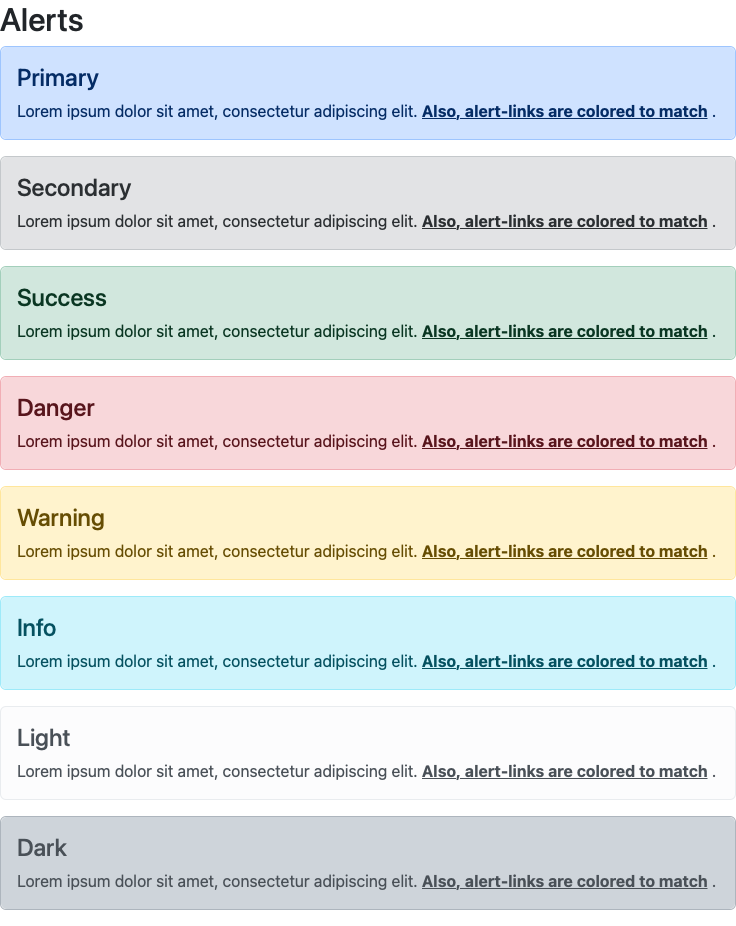 Alerts
Primary
Lorem ipsum dolor sit amet, consectetur adipiscing elit. Also, alert-links are colored to match .
Secondary
Lorem ipsum dolor sit amet, consectetur adipiscing elit. Also, alert-links are colored to match .
Success
Lorem ipsum dolor sit amet, consectetur adipiscing elit. Also, alert-links are colored to match .
Danger
Lorem ipsum dolor sit amet, consectetur adipiscing elit. Also, alert-links are colored to match .
Warning
Lorem ipsum dolor sit amet, consectetur adipiscing elit. Also, alert-links are colored to match .
Info
Lorem ipsum dolor sit amet, consectetur adipiscing elit. Also, alert-links are colored to match .
Light
Lorem ipsum dolor sit amet, consectetur adipiscing elit. Also, alert-links are colored to match .
Dark
Lorem ipsum dolor sit amet, consectetur adipiscing elit. Also, alert-links are colored to match .